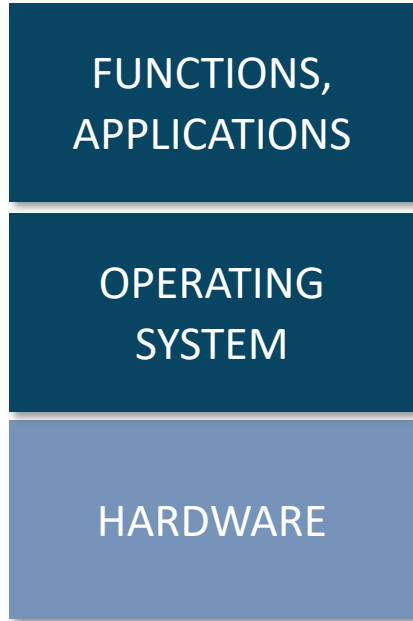 FUNCTIONS,
APPLICATIONS
OPERATING
SYSTEM
HARDWARE